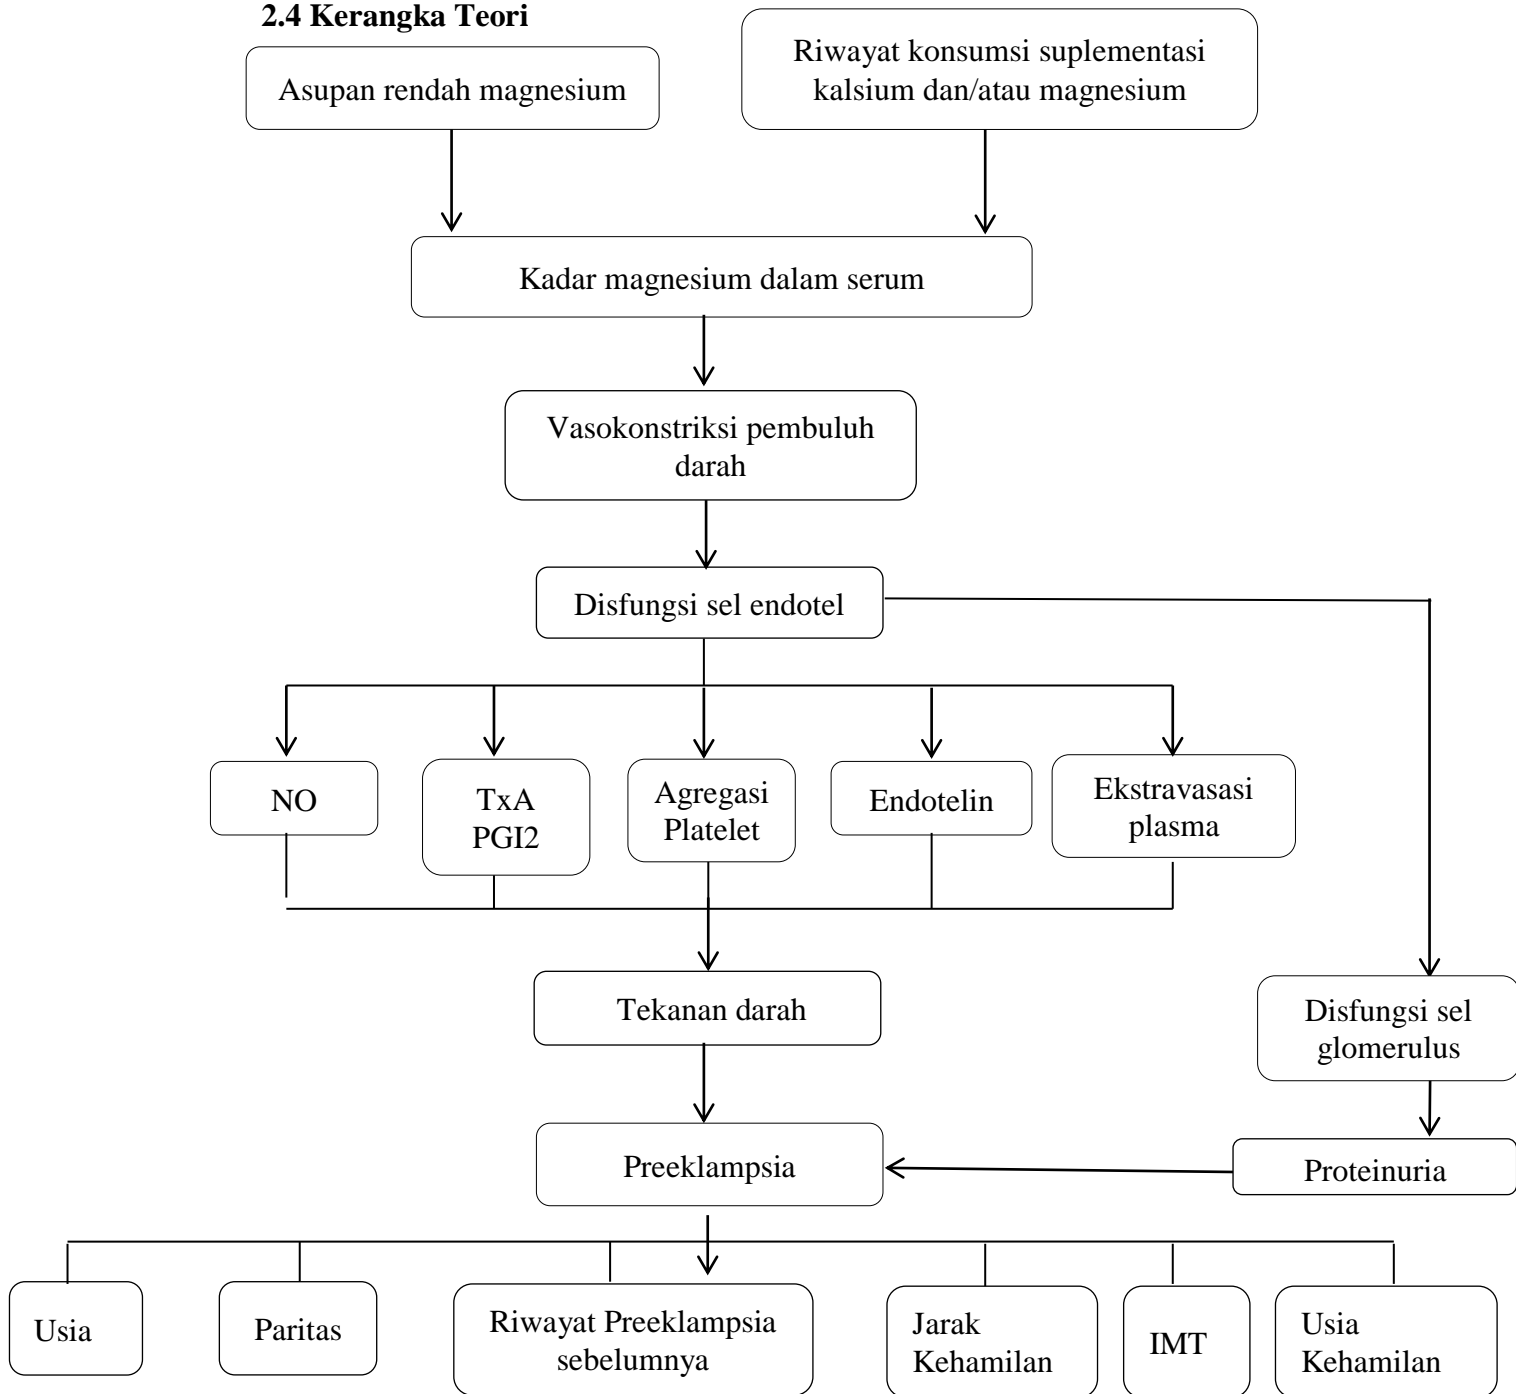 2.4 Kerangka Teori
Asupan rendah magnesium
Riwayat konsumsi suplementasi
kalsium dan/atau magnesium
Kadar magnesium dalam serum
Vasokonstriksi pembuluh
darah
Disfungsi sel endotel
NO
TxA
PGI2
Agregasi
Platelet
Endotelin
Ekstravasasi
plasma
Tekanan darah
Disfungsi sel
glomerulus
Preeklampsia
Proteinuria
Usia
Paritas
Riwayat Preeklampsia
sebelumnya
Jarak
Kehamilan
IMT
Usia
Kehamilan